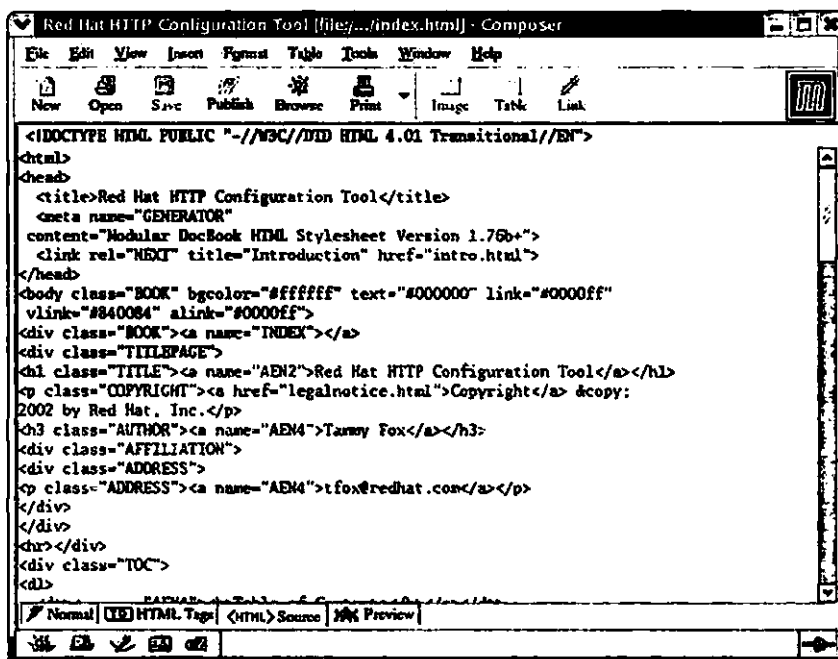 Red Hat HTTP Configuration Tool [file:/.../index.html] - Composer
File Edit View Insert Format Table Tools Window Help
New Open Save Publish Browse Print Image Table Link
<!DOCTYPE HTML PUBLIC "-//W3C//DTD HTML 4.01 Transitional//EN">
<html>
<head>
<title>Red Hat HTTP Configuration Tool</title>
<meta name="GENERATOR"
content="Modular DocBook HTML Stylesheet Version 1.76b+">
<link rel="NEXT" title="Introduction" href="intro.html">
</head>
<body class="BOOK" bgcolor="#ffffff" text="#000000" link="#0000ff"
vlink="#840084" alink="#0000ff">
<div class="BOOK"><a name="INDEX"></a>
<div class="TITLEPAGE">
<h1 class="TITLE"><a name="AEN2">Red Hat HTTP Configuration Tool</a></h1>
<p class="COPYRIGHT"><a href="legalnotice.html">Copyright</a> &copy;
2002 by Red Hat, Inc.</p>
<h3 class="AUTHOR"><a name="AEN4">Tammy Fox</a></h3>
<div class="AFFILIATION">
<div class="ADDRESS">
<p class="ADDRESS"><a name="AEN4">tfox@redhat.com</a></p>
</div>
</div>
<hr></div>
<div class="TOC">
<dl>
Normal TD HTML Tags <HTML> Source Preview